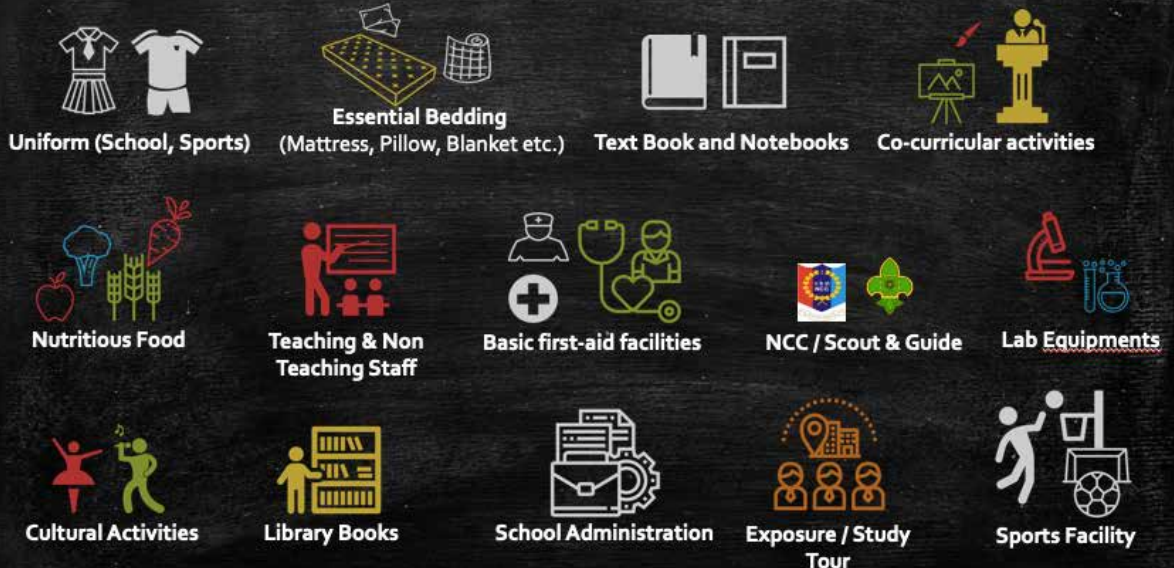 Uniform (School, Sports)
Essential Bedding
(Mattress, Pillow, Blanket etc.)
Text Book and Notebooks
Co-curricular activities
Nutritious Food
Teaching & Non
Teaching Staff
Basic first-aid facilities
NCC
NCC / Scout & Guide
Lab Equipments
Cultural Activities
Library Books
School Administration
Exposure / Study
Tour
Sports Facility